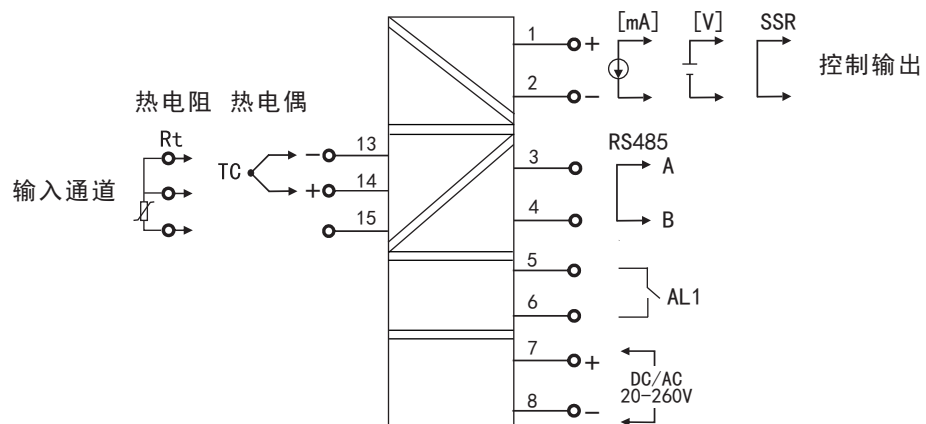 [mA] [V] SSR
1 +
2 −
控制输出
热电阻 热电偶
Rt
TC
− 13
+ 14
15
输入通道
3
4
RS485
A
B
5
6
AL1
7 +
8 −
DC/AC
20-260V